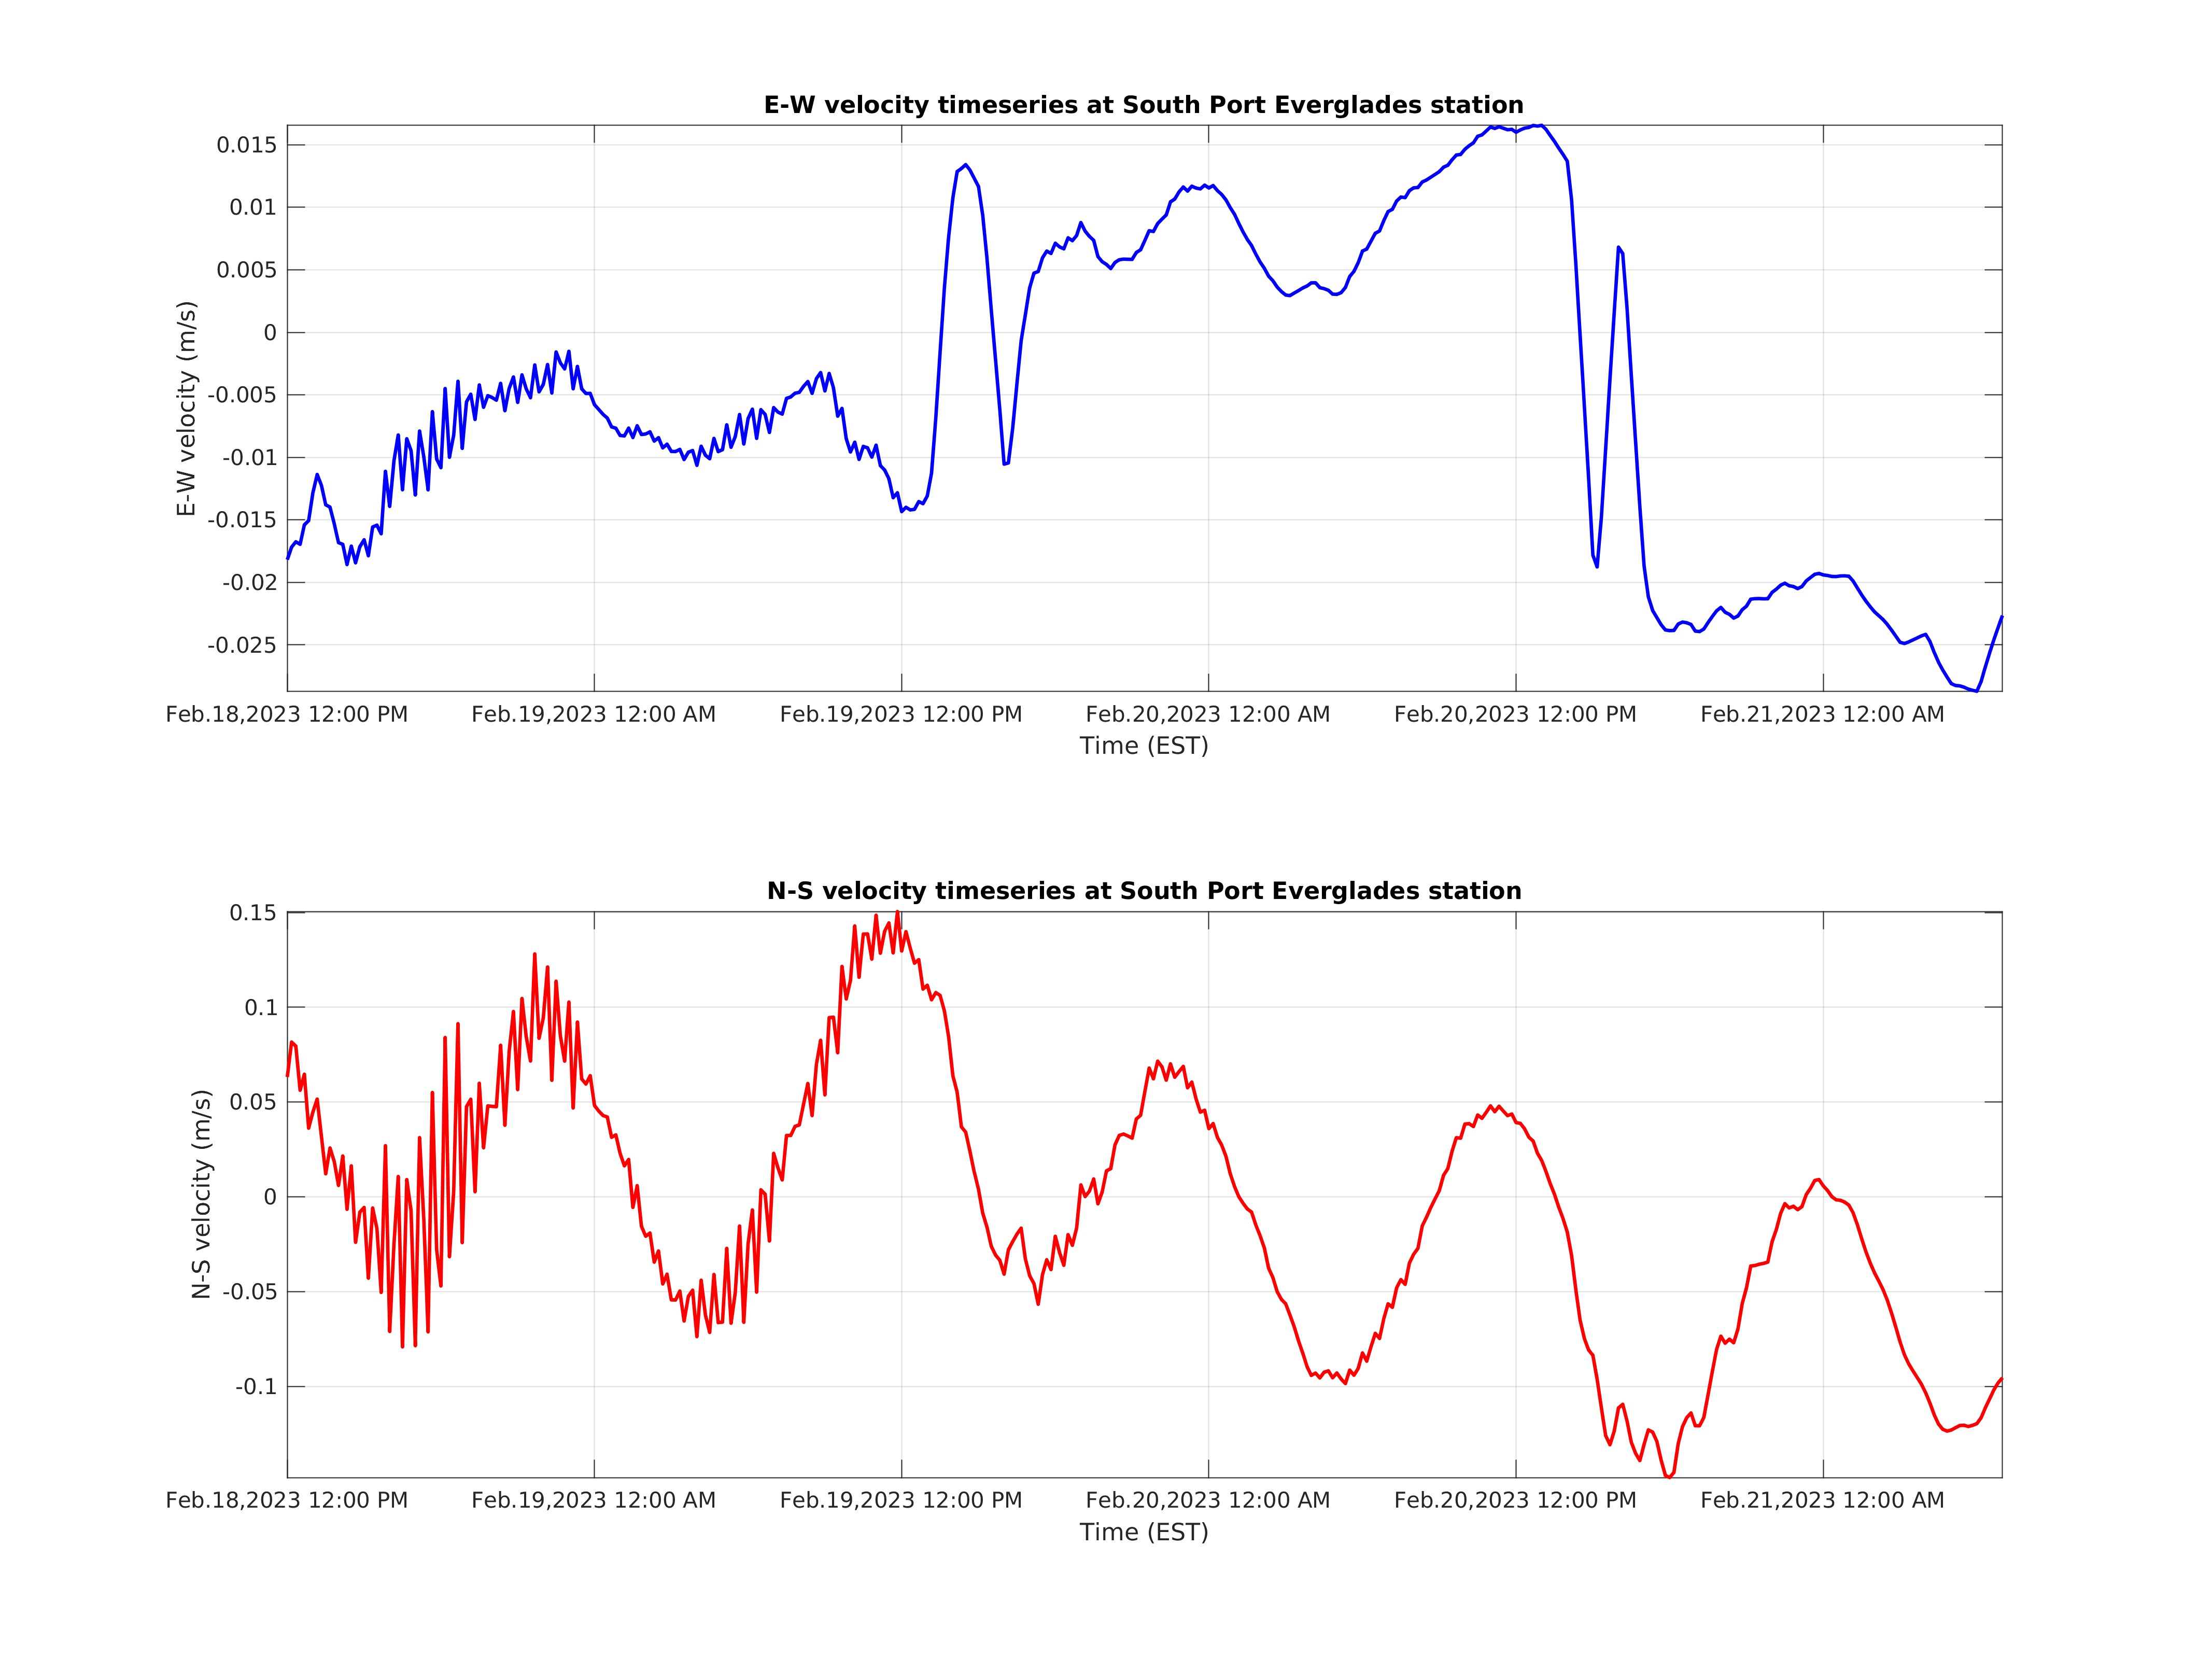 E-W velocity timeseries at South Port Everglades station
0.015
0.01
0.005
0
-0.005
-0.01
-0.015
-0.02
-0.025
E-W velocity (m/s)
Feb.18,2023 12:00 PM Feb.19,2023 12:00 AM Feb.19,2023 12:00 PM Feb.20,2023 12:00 AM Feb.20,2023 12:00 PM Feb.21,2023 12:00 AM
Time (EST)
N-S velocity timeseries at South Port Everglades station
0.15
0.1
0.05
0
-0.05
-0.1
N-S velocity (m/s)
Feb.18,2023 12:00 PM Feb.19,2023 12:00 AM Feb.19,2023 12:00 PM Feb.20,2023 12:00 AM Feb.20,2023 12:00 PM Feb.21,2023 12:00 AM
Time (EST)